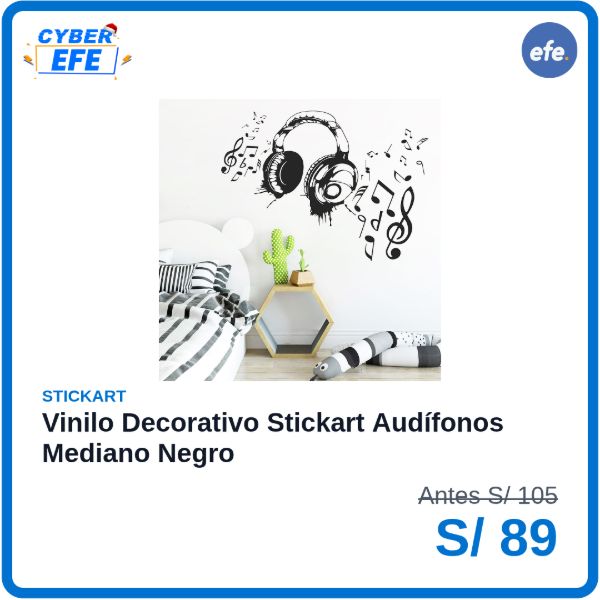 CYBER
EFE
efe.
STICKART
Vinilo Decorativo Stickart Audífonos
Mediano Negro
Antes S/ 105
S/ 89